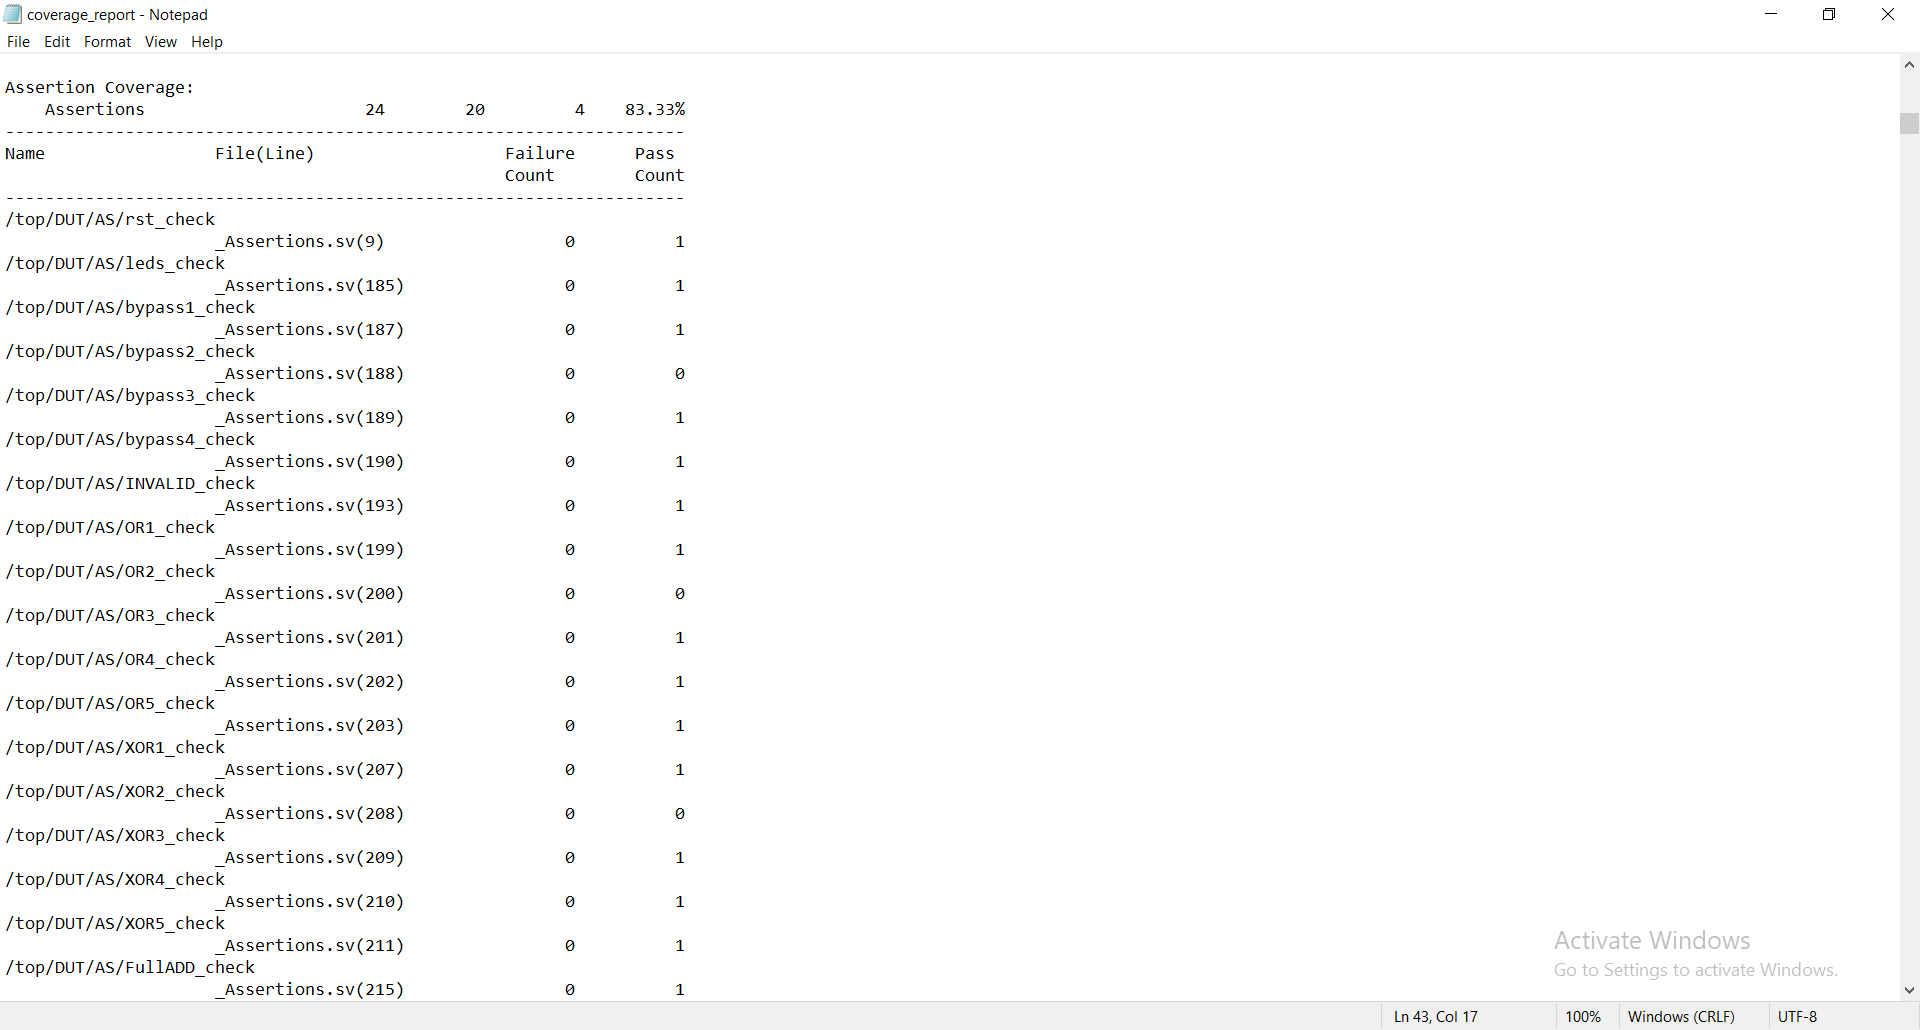 coverage_report - Notepad
File Edit Format View Help
Assertion Coverage:
Assertions 24 20 4 83.33%
--------------------------------------------------------------------
Name File(Line) Failure Pass
Count Count
--------------------------------------------------------------------
/top/DUT/AS/rst_check
_Assertions.sv(9) 0 1
/top/DUT/AS/leds_check
_Assertions.sv(185) 0 1
/top/DUT/AS/bypass1_check
_Assertions.sv(187) 0 1
/top/DUT/AS/bypass2_check
_Assertions.sv(188) 0 0
/top/DUT/AS/bypass3_check
_Assertions.sv(189) 0 1
/top/DUT/AS/bypass4_check
_Assertions.sv(190) 0 1
/top/DUT/AS/INVALID_check
_Assertions.sv(193) 0 1
/top/DUT/AS/OR1_check
_Assertions.sv(199) 0 1
/top/DUT/AS/OR2_check
_Assertions.sv(200) 0 0
/top/DUT/AS/OR3_check
_Assertions.sv(201) 0 1
/top/DUT/AS/OR4_check
_Assertions.sv(202) 0 1
/top/DUT/AS/OR5_check
_Assertions.sv(203) 0 1
/top/DUT/AS/XOR1_check
_Assertions.sv(207) 0 1
/top/DUT/AS/XOR2_check
_Assertions.sv(208) 0 0
/top/DUT/AS/XOR3_check
_Assertions.sv(209) 0 1
/top/DUT/AS/XOR4_check
_Assertions.sv(210) 0 1
/top/DUT/AS/XOR5_check
_Assertions.sv(211) 0 1
/top/DUT/AS/FullADD_check
_Assertions.sv(215) 0 1
Activate Windows
Go to Settings to activate Windows.
Ln 43, Col 17 100% Windows (CRLF) UTF-8